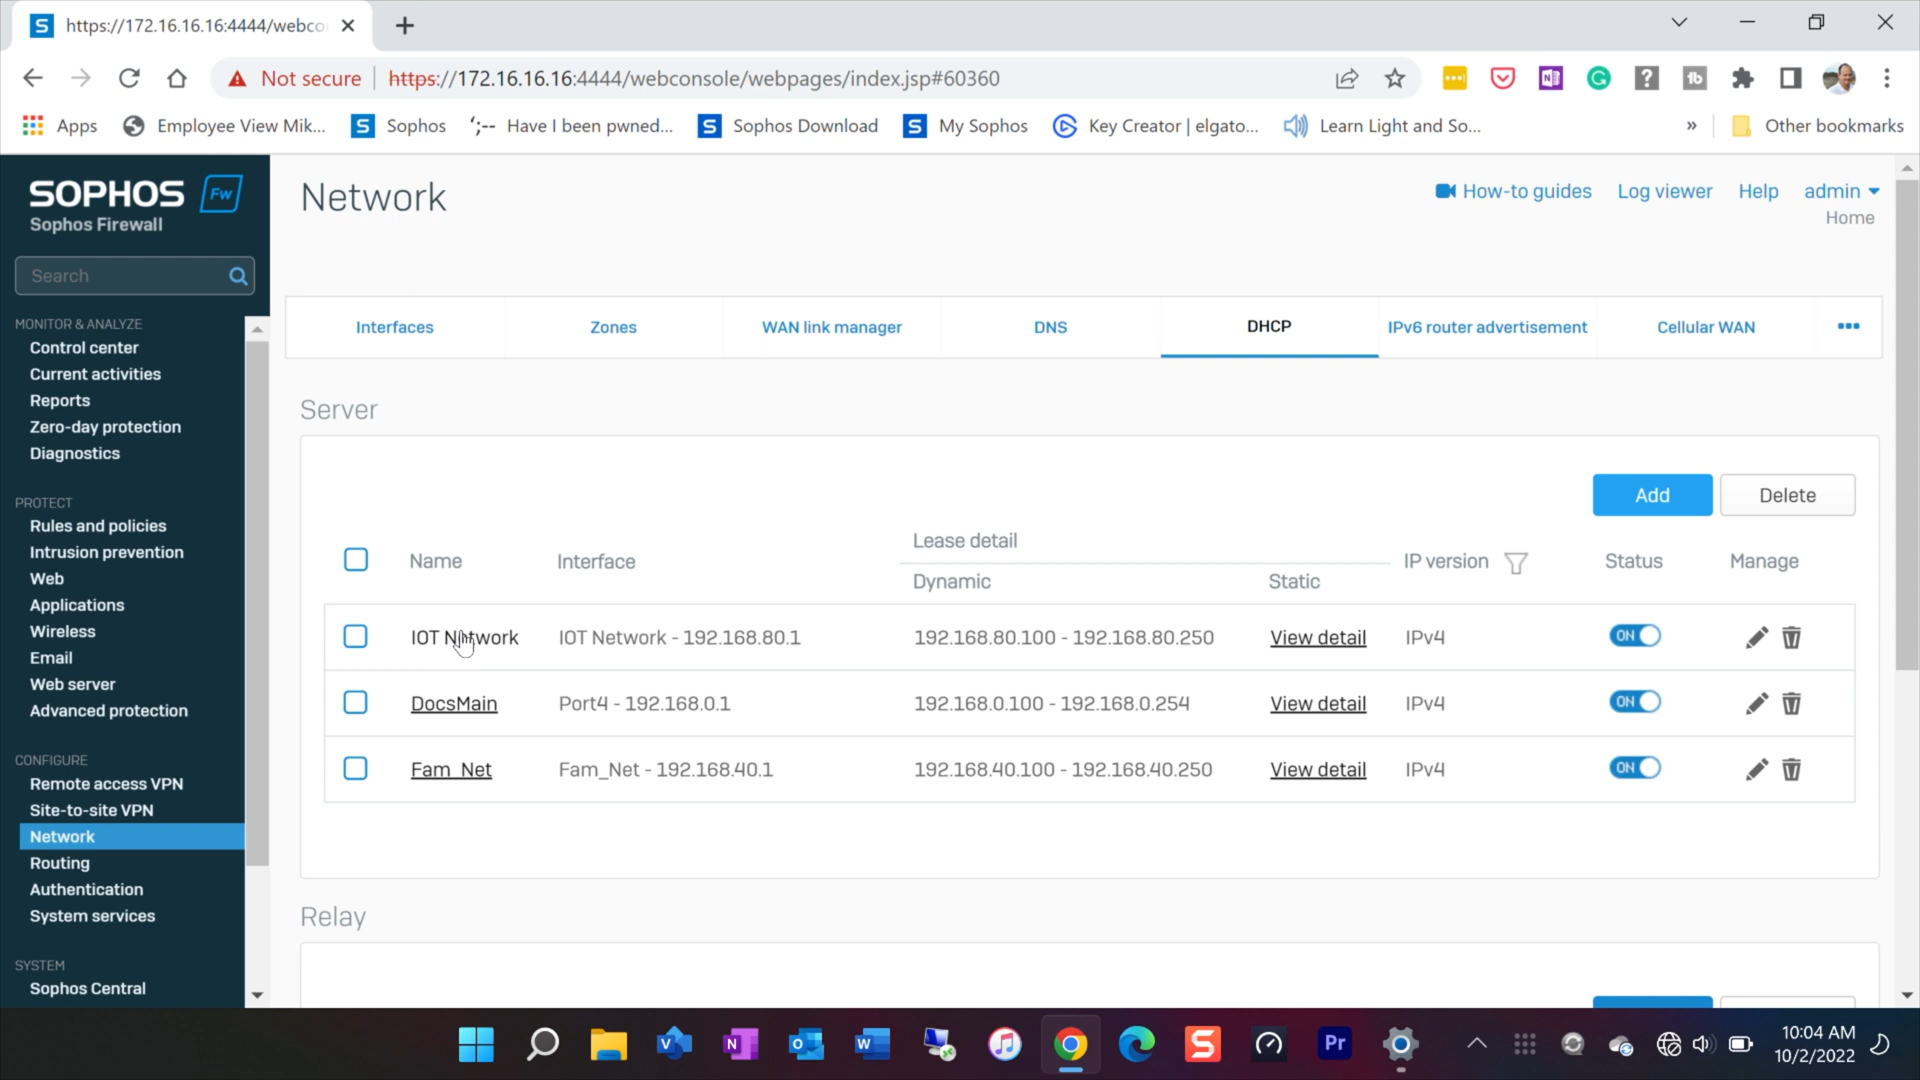 https://172.16.16.16:4444/webco
Not secure https://172.16.16.16:4444/webconsole/webpages/index.jsp#60360
Apps Employee View Mik... Sophos ';-- Have I been pwned... Sophos Download My Sophos Key Creator | elgato... Learn Light and So... » Other bookmarks
SOPHOS Fw
Sophos Firewall
Search
MONITOR & ANALYZE
Control center
Current activities
Reports
Zero-day protection
Diagnostics
PROTECT
Rules and policies
Intrusion prevention
Web
Applications
Wireless
Email
Web server
Advanced protection
CONFIGURE
Remote access VPN
Site-to-site VPN
Network
Routing
Authentication
System services
SYSTEM
Sophos Central
Network
How-to guides Log viewer Help admin
Home
Interfaces Zones WAN link manager DNS DHCP IPv6 router advertisement Cellular WAN
Server
Add Delete
Lease detail
Name Interface IP version Status Manage
Dynamic Static
IOT Network IOT Network - 192.168.80.1 192.168.80.100 - 192.168.80.250 View detail IPv4 ON
DocsMain Port4 - 192.168.0.1 192.168.0.100 - 192.168.0.254 View detail IPv4 ON
Fam_Net Fam_Net - 192.168.40.1 192.168.40.100 - 192.168.40.250 View detail IPv4 ON
Relay
10:04 AM
10/2/2022